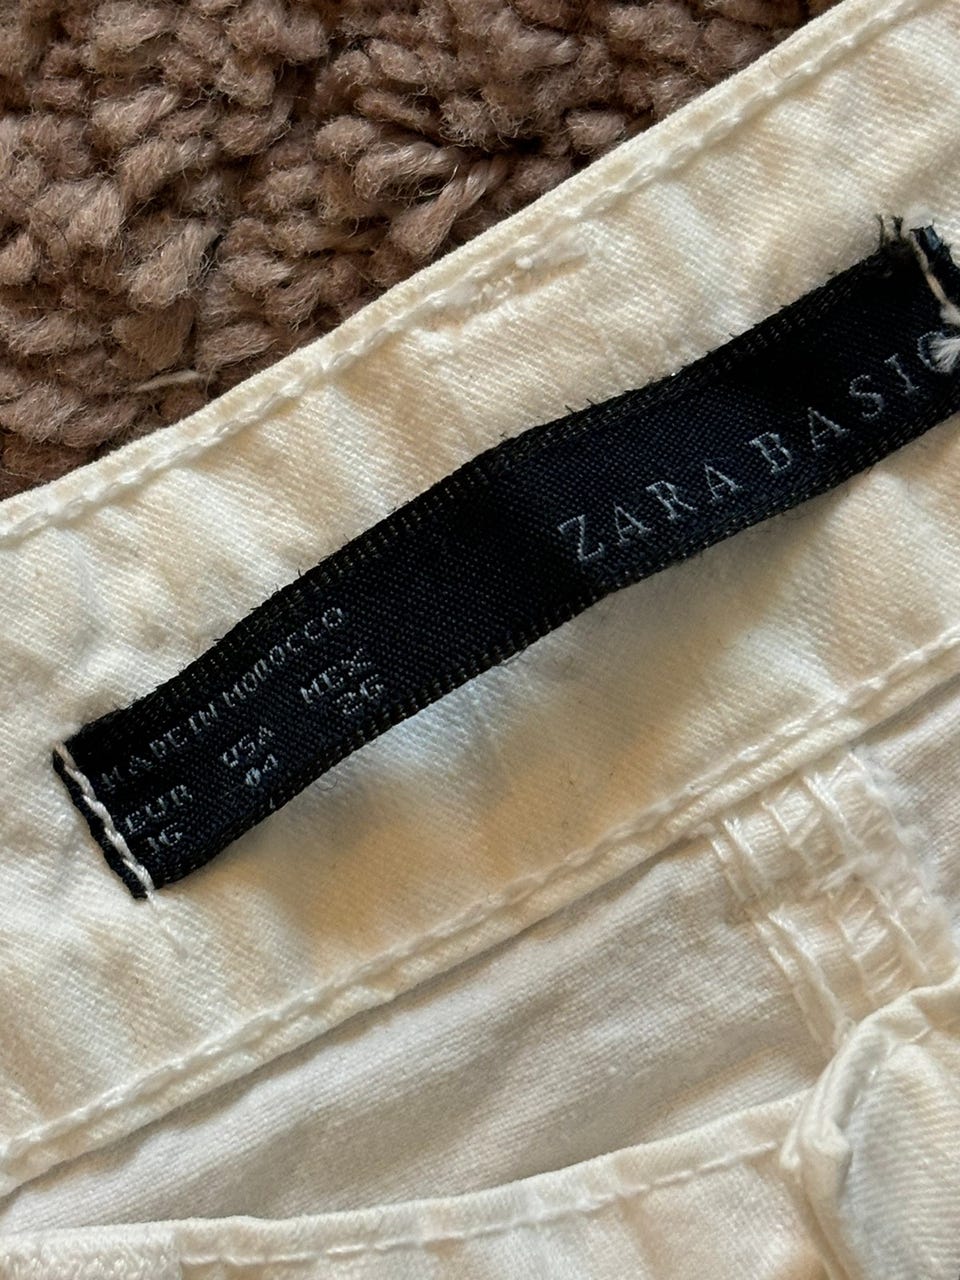 ZARA BASIC
MADE IN MOROCCO
EUR USA MEX
36 04 26